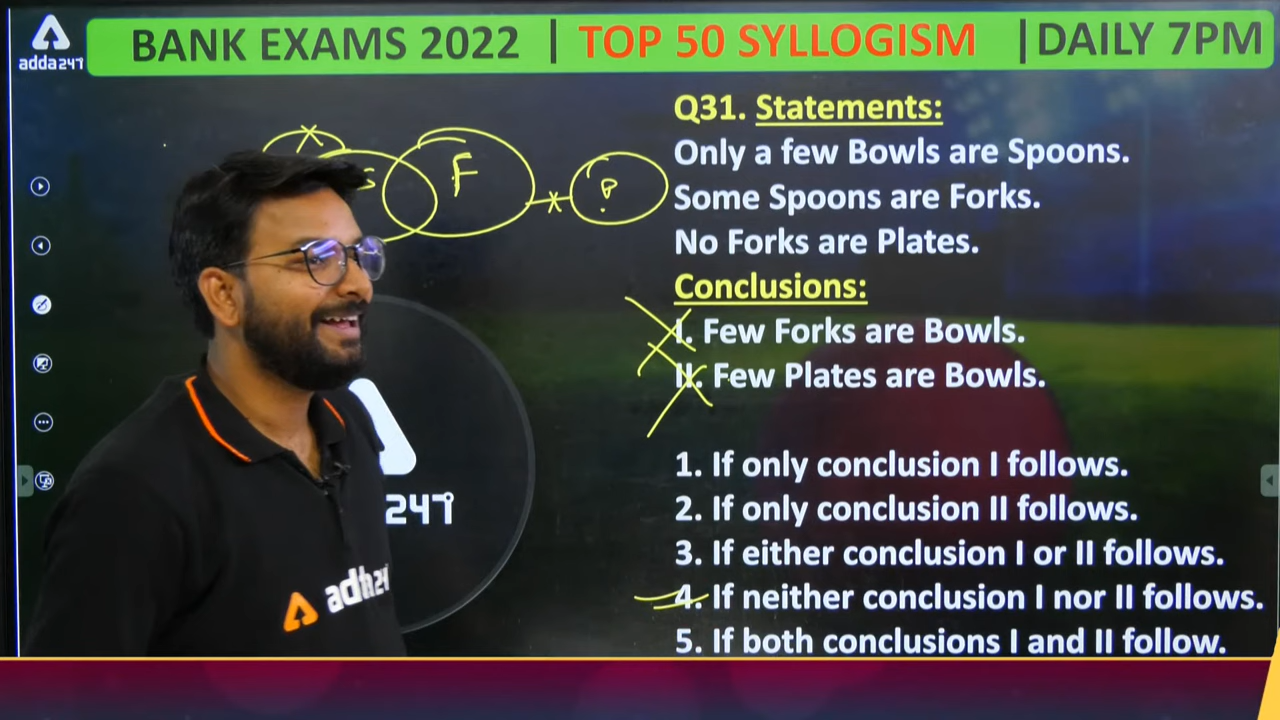 adda247
BANK EXAMS 2022 | TOP 50 SYLLOGISM | DAILY 7PM
Q31. Statements:
Only a few Bowls are Spoons.
Some Spoons are Forks.
No Forks are Plates.
Conclusions:
I. Few Forks are Bowls.
II. Few Plates are Bowls.
1. If only conclusion I follows.
2. If only conclusion II follows.
3. If either conclusion I or II follows.
4. If neither conclusion I nor II follows.
5. If both conclusions I and II follow.
S
F
P
247
adda24